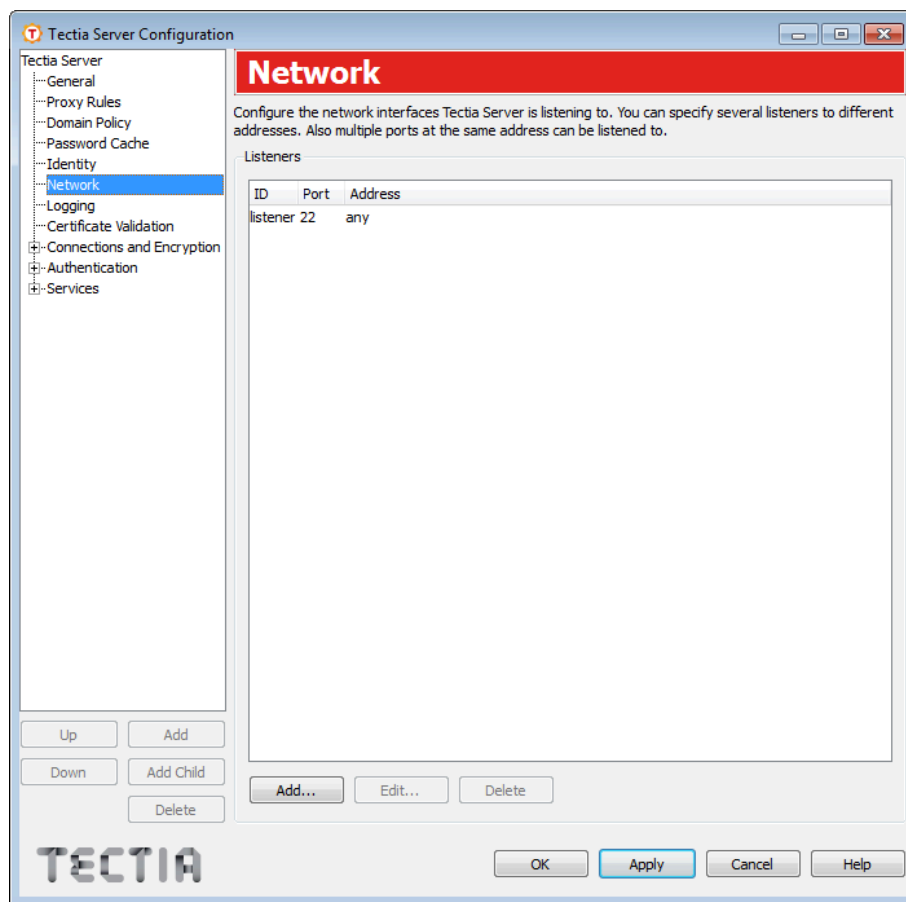 Tectia Server Configuration
Tectia Server
General
Proxy Rules
Domain Policy
Password Cache
Identity
Network
Logging
Certificate Validation
Connections and Encryption
Authentication
Services
Up
Add
Down
Add Child
Delete
Network
Configure the network interfaces Tectia Server is listening to. You can specify several listeners to different
addresses. Also multiple ports at the same address can be listened to.
Listeners
ID Port Address
listener 22 any
Add... Edit... Delete
TECTIA
OK Apply Cancel Help